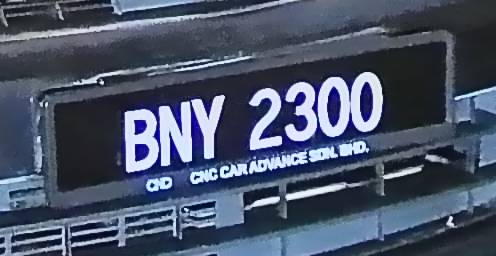 BNY 2300
CND CNC CAR ADVANCE SDN. BHD.